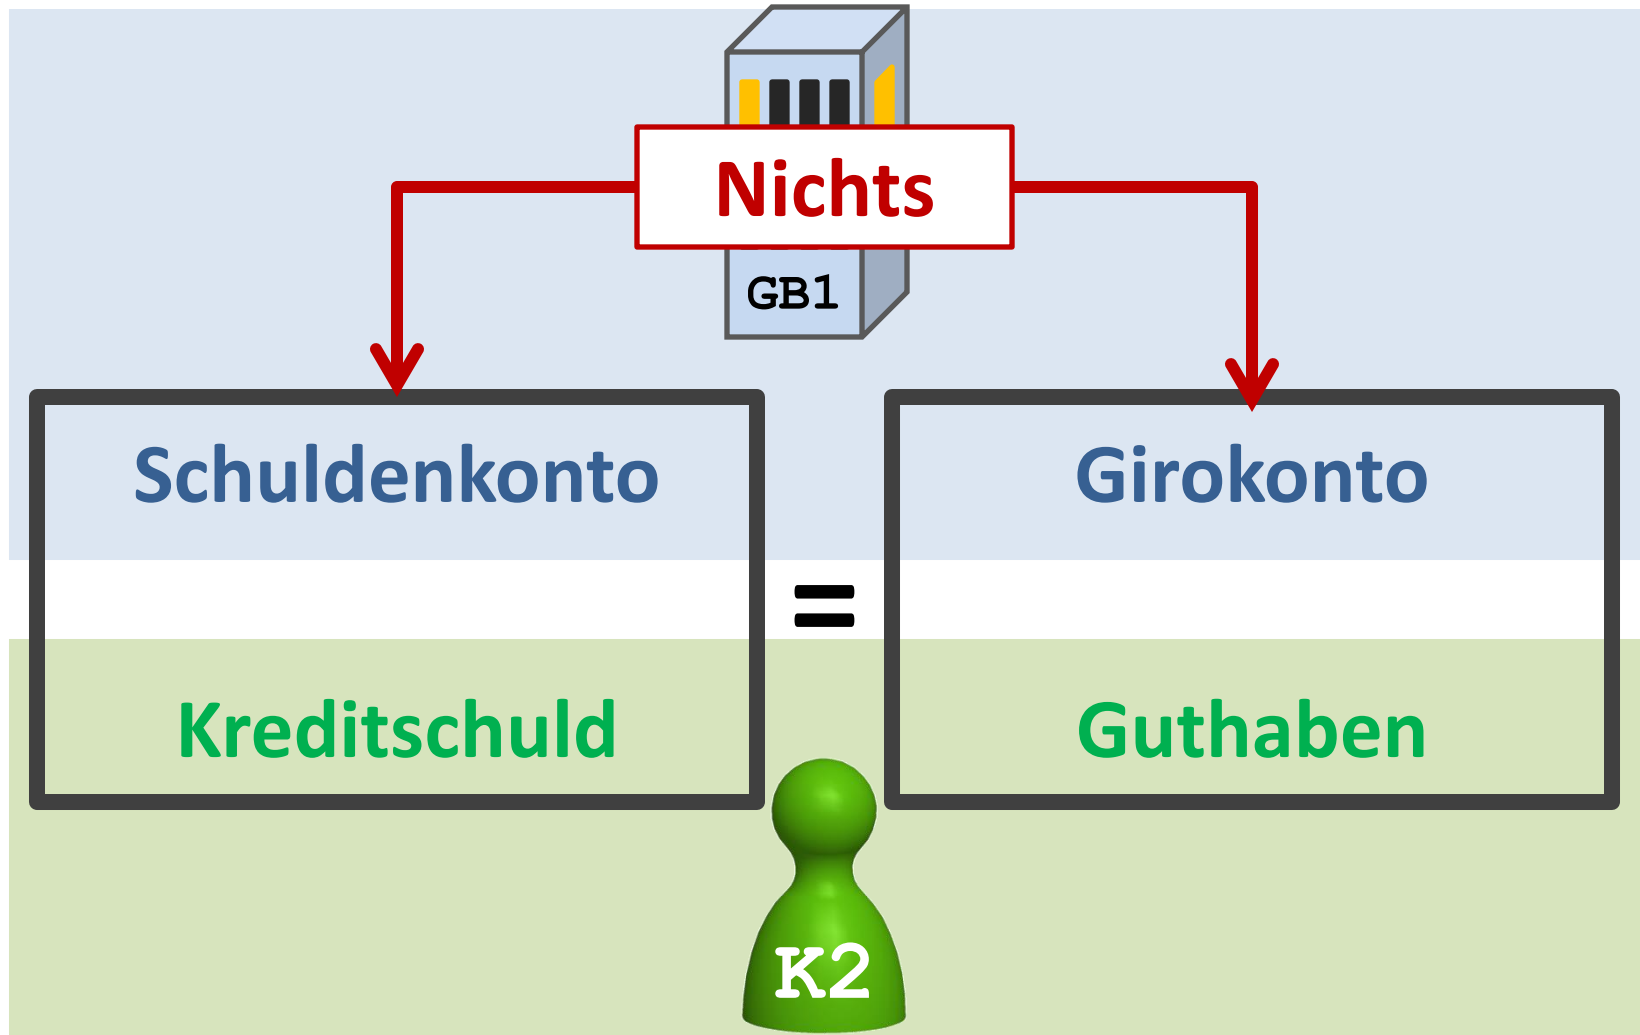 Nichts
GB1
Schuldenkonto
Girokonto
=
Kreditschuld
Guthaben
K2